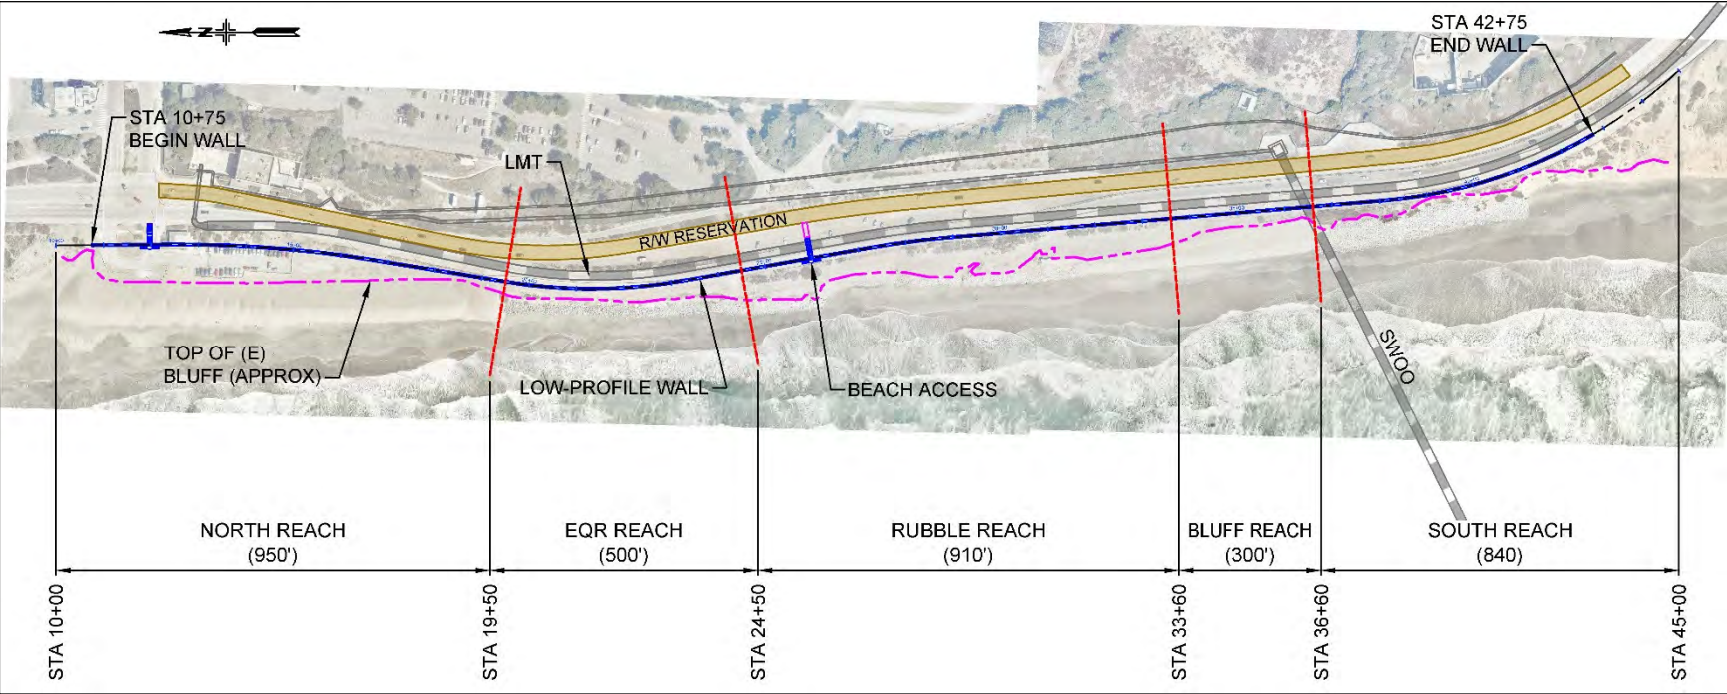 N
STA 42+75
END WALL
STA 10+75
BEGIN WALL
LMT
R/W RESERVATION
TOP OF (E)
BLUFF (APPROX)
LOW-PROFILE WALL
BEACH ACCESS
SWOO
NORTH REACH
(950')
EQR REACH
(500')
RUBBLE REACH
(910')
BLUFF REACH
(300')
SOUTH REACH
(840)
STA 10+00
STA 19+50
STA 24+50
STA 33+60
STA 36+60
STA 45+00